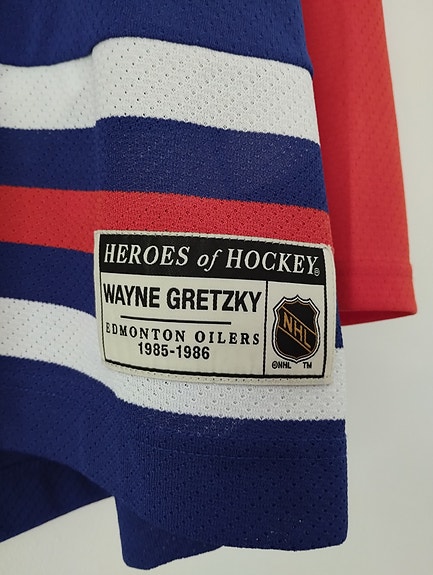 HEROES of HOCKEY®
WAYNE GRETZKY
EDMONTON OILERS
1985-1986
NHL
©NHL ™